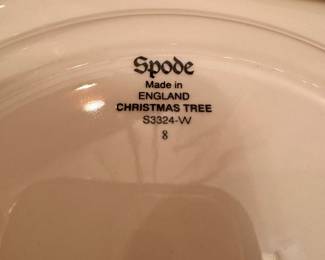 Spode
Made in
ENGLAND
CHRISTMAS TREE
S3324-W
8